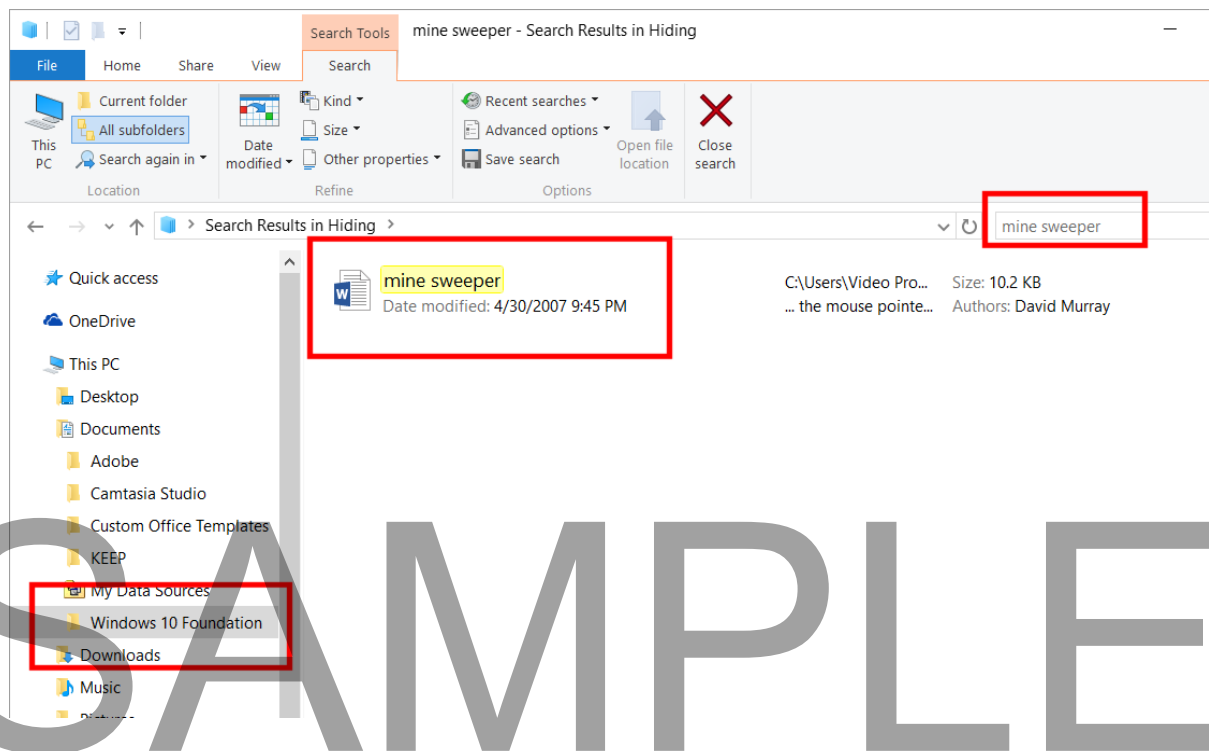 Search Tools
mine sweeper - Search Results in Hiding
File
Home
Share
View
Search
This
PC
Current folder
All subfolders
Search again in
Location
Date
modified
Kind
Size
Other properties
Refine
Recent searches
Advanced options
Save search
Open file
location
Options
Close
search
Search Results in Hiding
mine sweeper
Quick access
OneDrive
This PC
Desktop
Documents
Adobe
Camtasia Studio
Custom Office Templates
KEEP
My Data Sources
Windows 10 Foundation
Downloads
Music
Pictures
mine sweeper
Date modified: 4/30/2007 9:45 PM
C:\Users\Video Pro...
... the mouse pointe...
Size: 10.2 KB
Authors: David Murray
SAMPLE